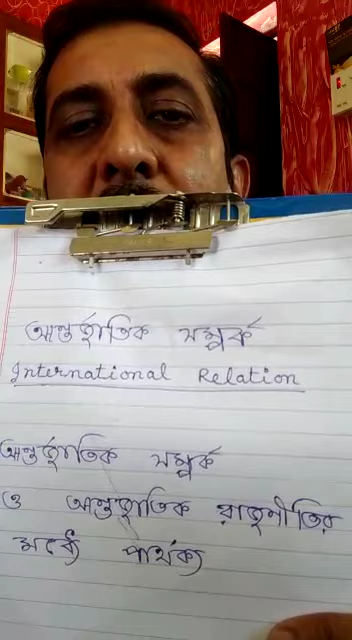 আন্তর্জাতিক সম্পর্ক
International Relation
আন্তর্জাতিক সম্পর্ক
ও আন্তর্জাতিক রাজনীতির
মধ্যে পার্থক্য